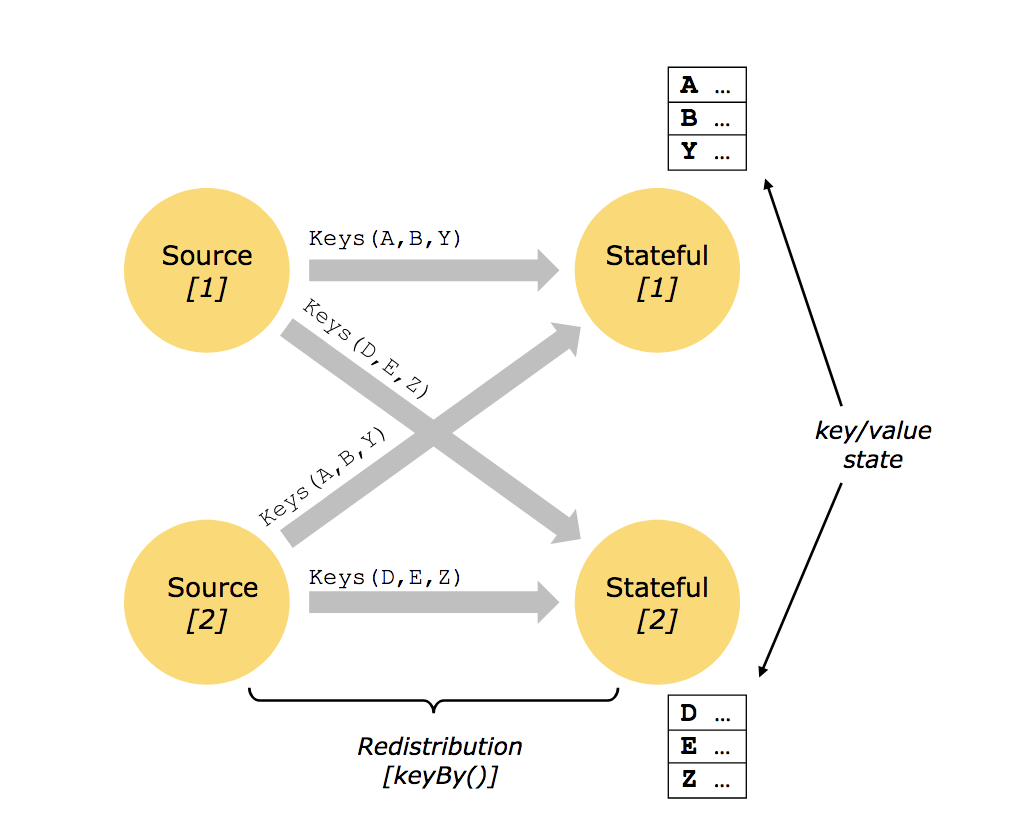 A ...
B ...
Y ...
Keys(A,B,Y)
Source
[1]
Stateful
[1]
Keys(D,E,Z)
key/value
state
Keys(A,B,Y)
Keys(D,E,Z)
Source
[2]
Stateful
[2]
D ...
E ...
Z ...
Redistribution
[keyBy()]